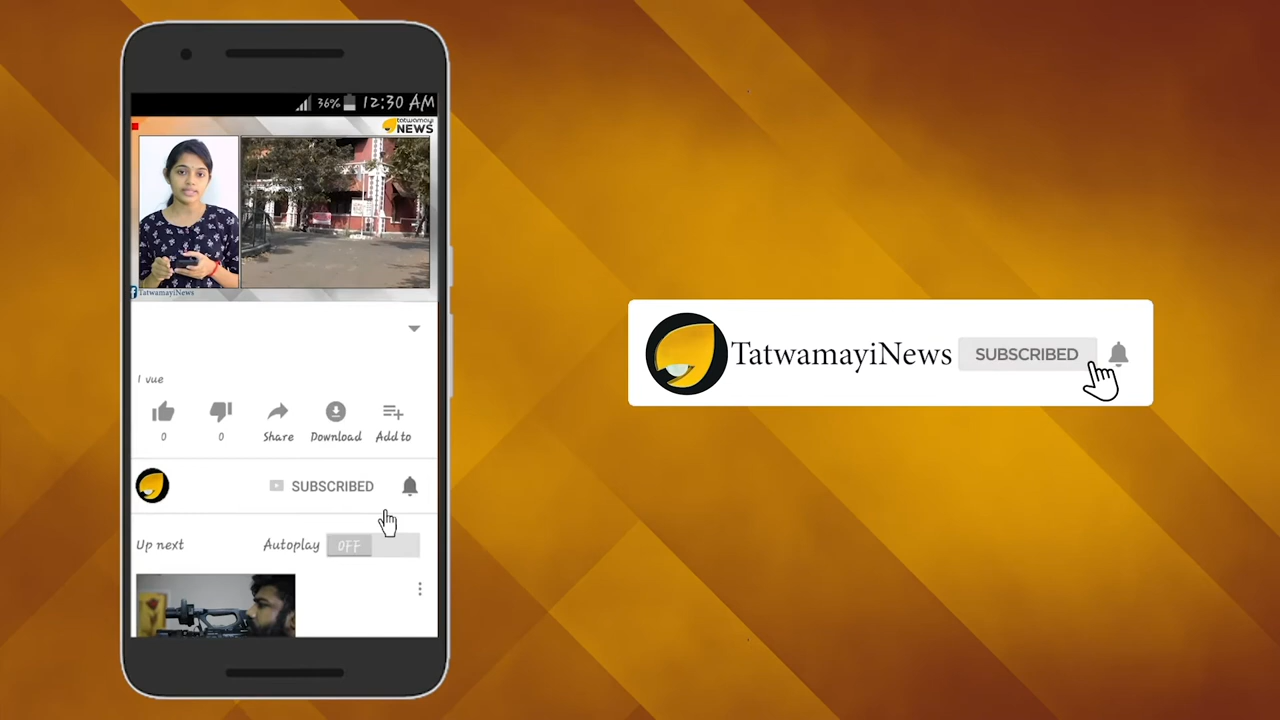 36% 12:30 AM
tatwamayi
NEWS
TatwamayiNews
1 vue
0 0 Share Download Add to
SUBSCRIBED
Up next Autoplay OFF
TatwamayiNews SUBSCRIBED